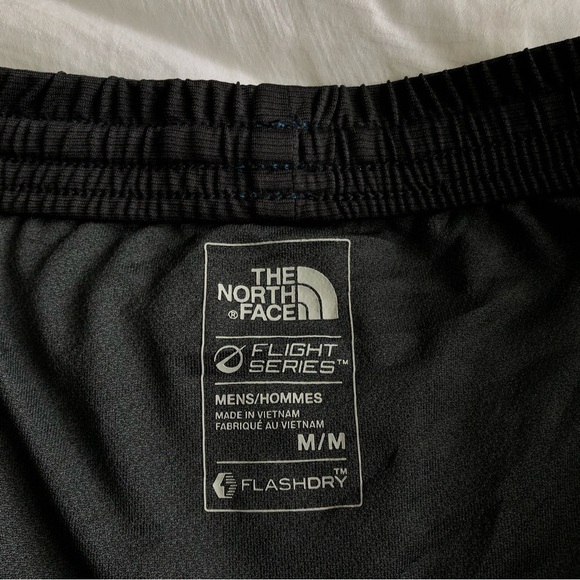 THE
NORTH
® FACE
FLIGHT
SERIES™
MENS/HOMMES
MADE IN VIETNAM
FABRIQUÉ AU VIETNAM
M/M
FLASHDRY™